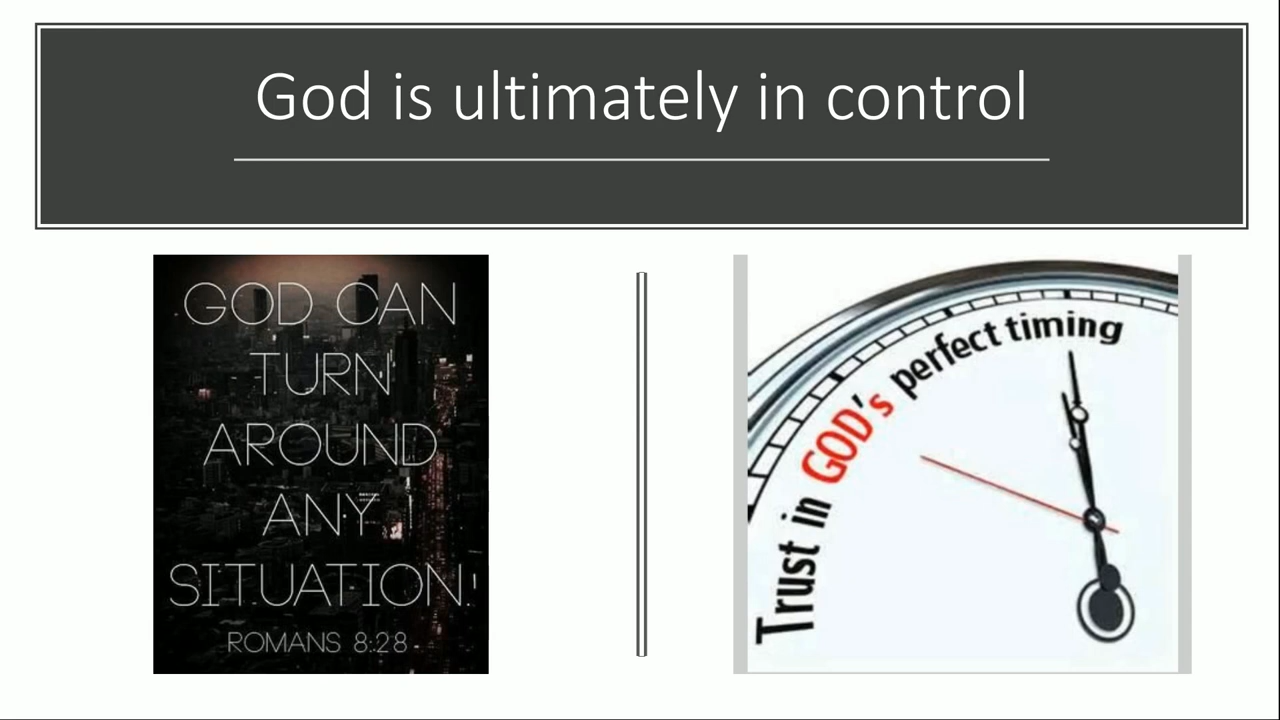 God is ultimately in control
GOD CAN
TURN
AROUND
ANY
SITUATION.
ROMANS 8:28
Trust in GOD's perfect timing